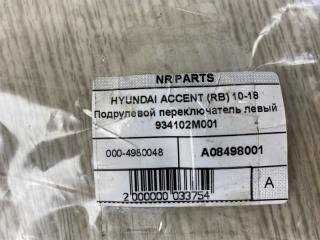 NR PARTS
HYUNDAI ACCENT (RB) 10-18
Подрулевой переключатель левый
934102M001
000-4980048
A08498001
2 000000 033754
A